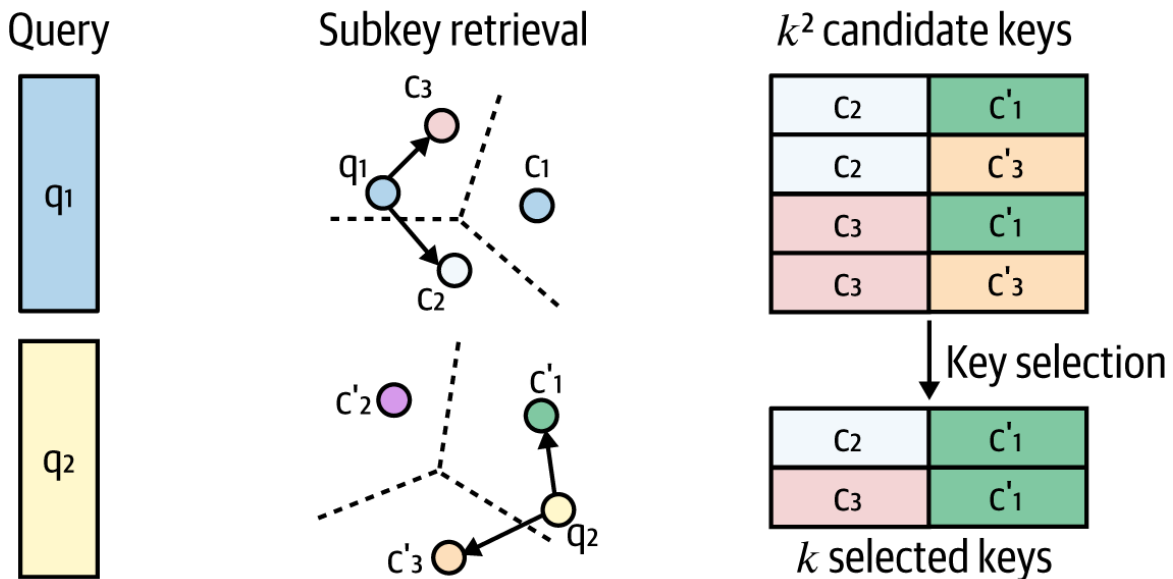 Query
q₁
q₂
Subkey retrieval
c₃
q₁
c₁
c₂
c'₂
c'₁
q₂
c'₃
k² candidate keys
c₂ c'₁
c₂ c'₃
c₃ c'₁
c₃ c'₃
Key selection
c₂ c'₁
c₃ c'₁
k selected keys